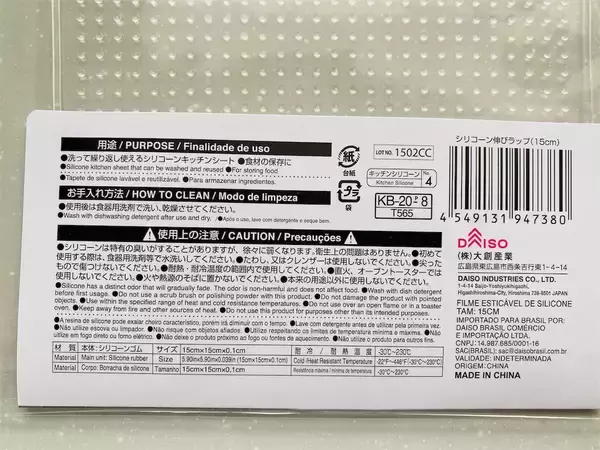 用途 / PURPOSE / Finalidade de uso
●洗って繰り返し使えるシリコーンキッチンシート ●食材の保存に
●Silicone kitchen sheet that can be washed and reused ●For storing food
●Tapete de silicone lavável e reutilizável ●Para armazenar ingredientes.
お手入れ方法 / HOW TO CLEAN / Modo de limpeza
●使用後は食器用洗剤で洗い、乾燥させてください。
●Wash with dishwashing detergent after use and dry. / ●Após o uso, lave com detergente e seque bem.
紙
台紙
プラ
袋
LOT NO. 1502CC
キッチンシリコーン
Kitchen Silicone
No.
4
KB-20-P-8
T565
⚠使用上の注意 / CAUTION / Precauções⚠
●シリコーンは特有の臭いがすることがありますが、徐々に弱くなります。衛生上の問題はありません。●初めて
使用する際は、食器用洗剤等で水洗いしてください。●たわし、又はクレンザーは使用しないでください。●尖った
もので傷つけないでください。●耐熱・耐冷温度の範囲内で使用してください。●直火、オーブントースターでは
使用しないでください。●火や熱源のそばに置かないでください。●本来の用途以外に使用しないでください。
●Silicone has a distinct odor that will gradually fade. The odor is non-harmful and does not affect food. ●Wash with dish detergent
before first use. ●Do not use a scrub brush or polishing powder with this product. ●Do not damage the product with pointed
objects. ●Use within the specified range of heat and cold resistance temperatures. ●Do not use over open flame or in a toaster
oven. ●Keep away from fire and other sources of heat. ●Do not use this product for purposes other than its intended purposes.
●A resina de silicone pode exalar cheiro característico, porém irá diminuir com o tempo. ●Lave com detergente antes de utilizar pela primeira vez.
●Não utilize escova ou produtos abrasivos. ●Não risque com objetos afiados. ●Não utilize fora dos limites de temperatura recomendados.
●Não utilize no fogo direto ou forno elétrico. ●Não deixe o produto próximo ao fogo ou fontes de aquecimento. ●Não utilize para outras finalidades.
材 質 本体：シリコーンゴム サイズ 15cm×15cm×0.1cm 耐冷 / 耐熱温度 -30℃~230℃
Material Main unit: Silicone rubber Size 5.90in×5.90in×0.039in (15cm×15cm×0.1cm) Cold-/Heat-Resistant Temperature -22°F~446°F(-30°C~230°C)
Material Corpo: Borracha de silicone Tamanho 15cm×15cm×0.1cm Resistência máxima / mínima de temperatura -30°C~230°C
シリコーン伸びラップ(15cm)
4 549131 947380
DAISO
(株)大創産業
広島県東広島市西条吉行東1-4-14
DAISO INDUSTRIES CO., LTD.
1-4-14 Saijo-Yoshiyukihigashi,
Higashihiroshima-City, Hiroshima 739-8501 JAPAN
FILME ESTICÁVEL DE SILICONE
TAM: 15CM
IMPORTADO PARA BRASIL POR:
DAISO BRASIL COMÉRCIO
E IMPORTAÇÃO LTDA.
CNPJ: 14.987.685/0001-16
SAC(BRASIL): sac@daisobrasil.com.br
VALIDADE: INDETERMINADA
ORIGEM: CHINA
MADE IN CHINA